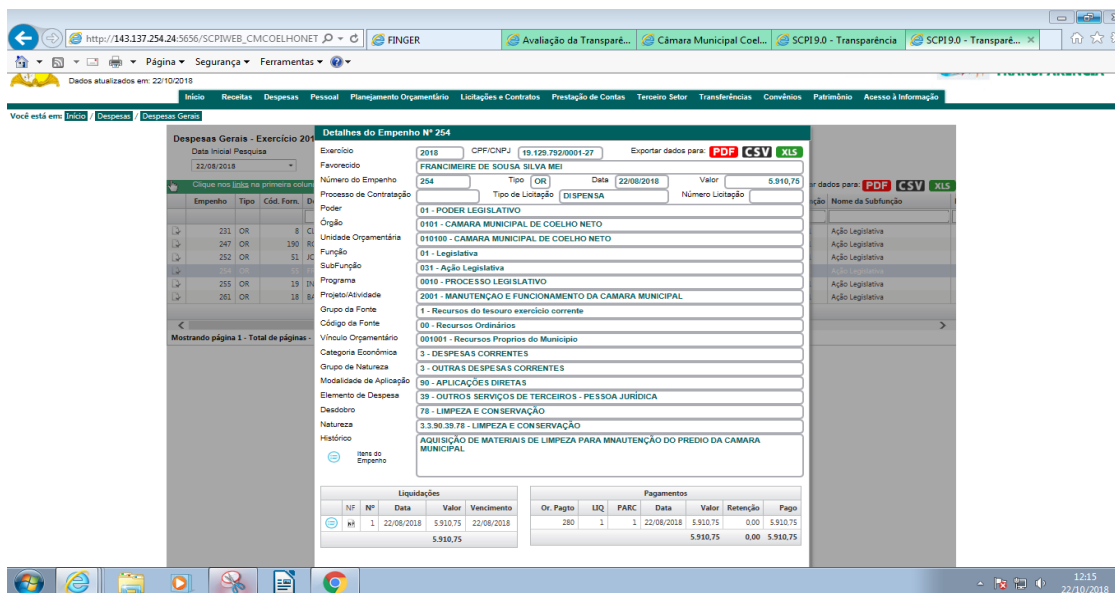 http://143.137.254.24:5656/SCPIWEB_CMCOELHONET
FINGER
Avaliação da Transparê...
Câmara Municipal Coel...
SCPI9.0 - Transparência
SCPI9.0 - Transparê...
Página Segurança Ferramentas
Dados atualizados em: 22/10/2018
Início Receitas Despesas Pessoal Planejamento Orçamentário Licitações e Contratos Prestação de Contas Terceiro Setor Transferências Convênios Patrimônio Acesso à Informação
Você está em: Início / Despesas / Despesas Gerais
Despesas Gerais - Exercício 201
Data Inicial Pesquisa
22/08/2018
Clique nos links na primeira colun
Empenho Tipo Cód. Forn.
231 OR 8
247 OR 190
252 OR 51
254 OR
255 OR 19
261 OR 18
Mostrando página 1 - Total de páginas -
ar dados para: PDF CSV XLS
ção Nome da Subfunção
Ação Legislativa
Ação Legislativa
Ação Legislativa
Ação Legislativa
Ação Legislativa
Ação Legislativa
Detalhes do Empenho Nº 254
Exercício 2018 CPF/CNPJ 19.129.792/0001-27 Exportar dados para: PDF CSV XLS
Favorecido FRANCIMEIRE DE SOUSA SILVA MEI
Número do Empenho 254 Tipo OR Data 22/08/2018 Valor 5.910,75
Processo de Contratação Tipo de Licitação DISPENSA Número Licitação
Poder 01 - PODER LEGISLATIVO
Órgão 0101 - CAMARA MUNICIPAL DE COELHO NETO
Unidade Orçamentária 010100 - CAMARA MUNICIPAL DE COELHO NETO
Função 01 - Legislativa
SubFunção 031 - Ação Legislativa
Programa 0010 - PROCESSO LEGISLATIVO
Projeto/Atividade 2001 - MANUTENÇAO E FUNCIONAMENTO DA CAMARA MUNICIPAL
Grupo da Fonte 1 - Recursos do tesouro exercício corrente
Código da Fonte 00 - Recursos Ordinários
Vínculo Orçamentário 001001 - Recursos Proprios do Municipio
Categoria Econômica 3 - DESPESAS CORRENTES
Grupo de Natureza 3 - OUTRAS DESPESAS CORRENTES
Modalidade de Aplicação 90 - APLICAÇÕES DIRETAS
Elemento de Despesa 39 - OUTROS SERVIÇOS DE TERCEIROS - PESSOA JURÍDICA
Desdobro 78 - LIMPEZA E CONSERVAÇÃO
Natureza 3.3.90.39.78 - LIMPEZA E CONSERVAÇÃO
Histórico AQUISIÇÃO DE MATERIAIS DE LIMPEZA PARA MNAUTENÇÃO DO PREDIO DA CAMARA
MUNICIPAL
Itens do
Empenho
Liquidações
NF Nº Data Valor Vencimento
1 22/08/2018 5.910,75 22/08/2018
5.910,75
Pagamentos
Or. Pagto LIQ PARC Data Valor Retenção Pago
280 1 1 22/08/2018 5.910,75 0,00 5.910,75
5.910,75 0,00 5.910,75
12:15
22/10/2018